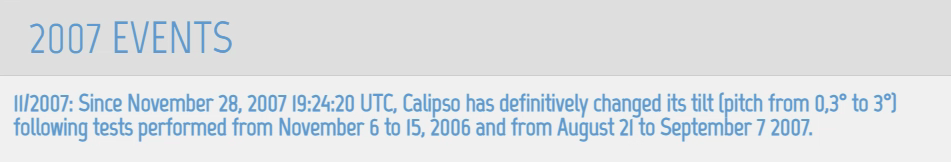 2007 EVENTS
11/2007: Since November 28, 2007 19:24:20 UTC, Calipso has definitively changed its tilt (pitch from 0,3° to 3°)
following tests performed from November 6 to 15, 2006 and from August 21 to September 7 2007.